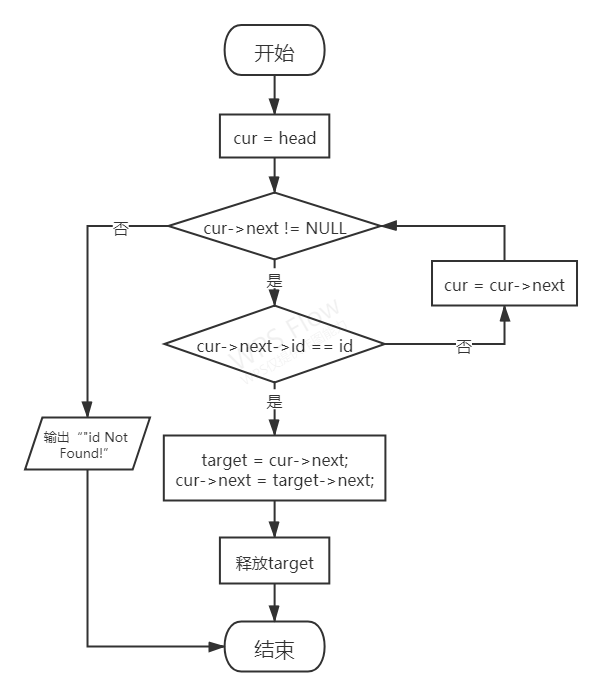 开始
cur = head
cur->next != NULL
否
是
cur = cur->next
cur->next->id == id
否
是
输出“"id Not
Found!”
target = cur->next;
cur->next = target->next;
释放target
结束
WPS Flow